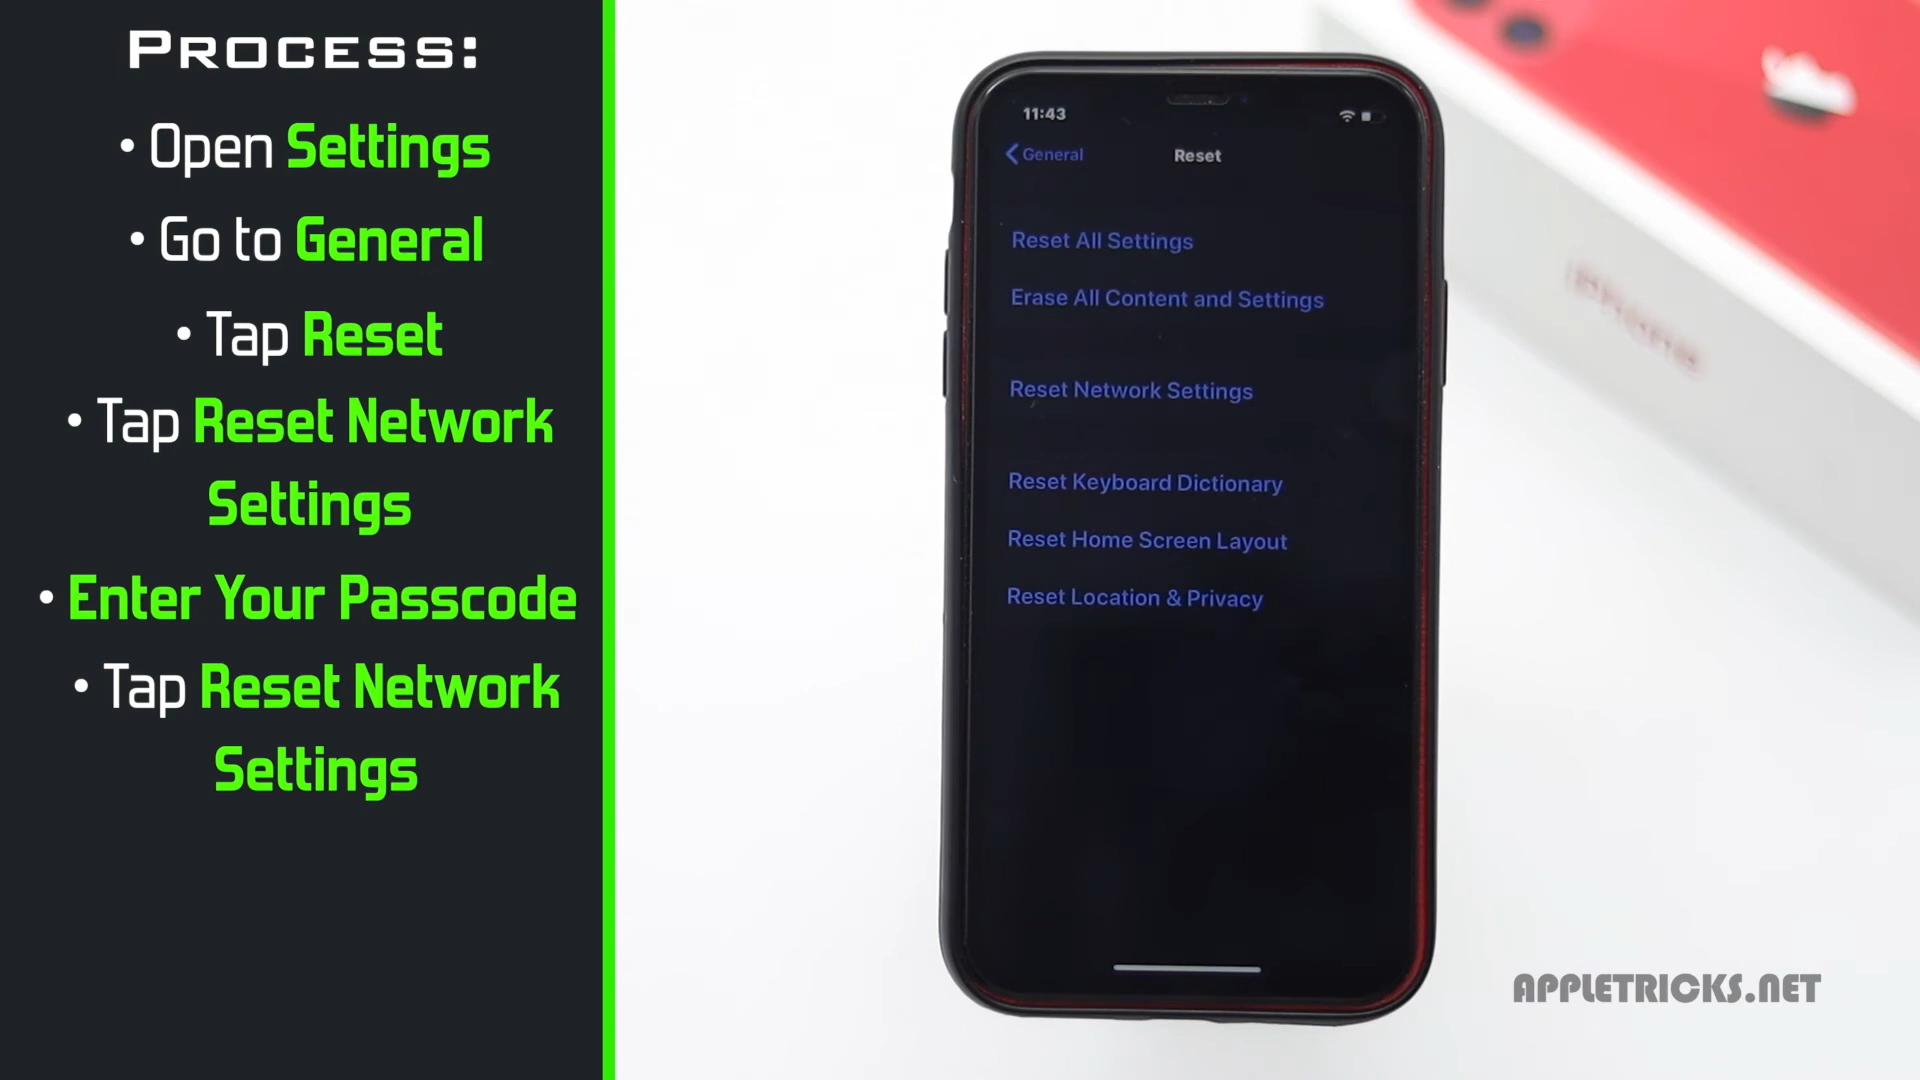 PROCESS:
• Open Settings
• Go to General
• Tap Reset
• Tap Reset Network
Settings
• Enter Your Passcode
• Tap Reset Network
Settings
11:43
General
Reset
Reset All Settings
Erase All Content and Settings
Reset Network Settings
Reset Keyboard Dictionary
Reset Home Screen Layout
Reset Location & Privacy
iPhone
APPLETRICKS.NET